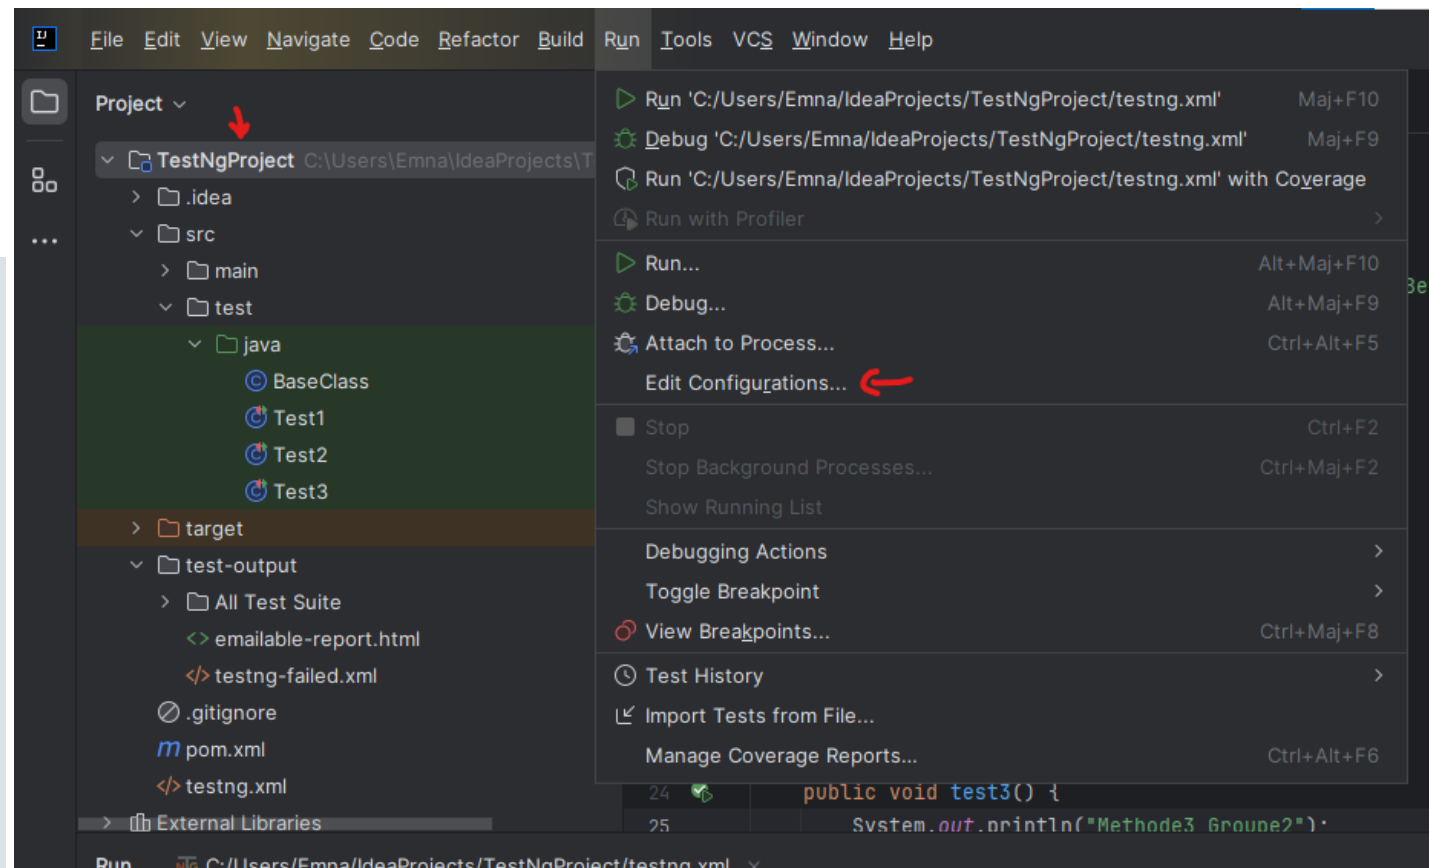 File Edit View Navigate Code Refactor Build Run Tools VCS Window Help
Project
TestNgProject C:\Users\Emna\IdeaProjects\T
.idea
src
main
test
java
BaseClass
Test1
Test2
Test3
target
test-output
All Test Suite
emailable-report.html
testng-failed.xml
.gitignore
pom.xml
testng.xml
External Libraries
Run 'C:/Users/Emna/IdeaProjects/TestNgProject/testng.xml' Maj+F10
Debug 'C:/Users/Emna/IdeaProjects/TestNgProject/testng.xml' Maj+F9
Run 'C:/Users/Emna/IdeaProjects/TestNgProject/testng.xml' with Coverage
Run with Profiler
Run... Alt+Maj+F10
Debug... Alt+Maj+F9
Attach to Process... Ctrl+Alt+F5
Edit Configurations...
Stop Ctrl+F2
Stop Background Processes... Ctrl+Maj+F2
Show Running List
Debugging Actions
Toggle Breakpoint
View Breakpoints... Ctrl+Maj+F8
Test History
Import Tests from File...
Manage Coverage Reports... Ctrl+Alt+F6
Be
24 public void test3() {
25 System.out.println("Methode3 Groupe2");
Run C:/Users/Emna/IdeaProjects/TestNgProject/testng.xml